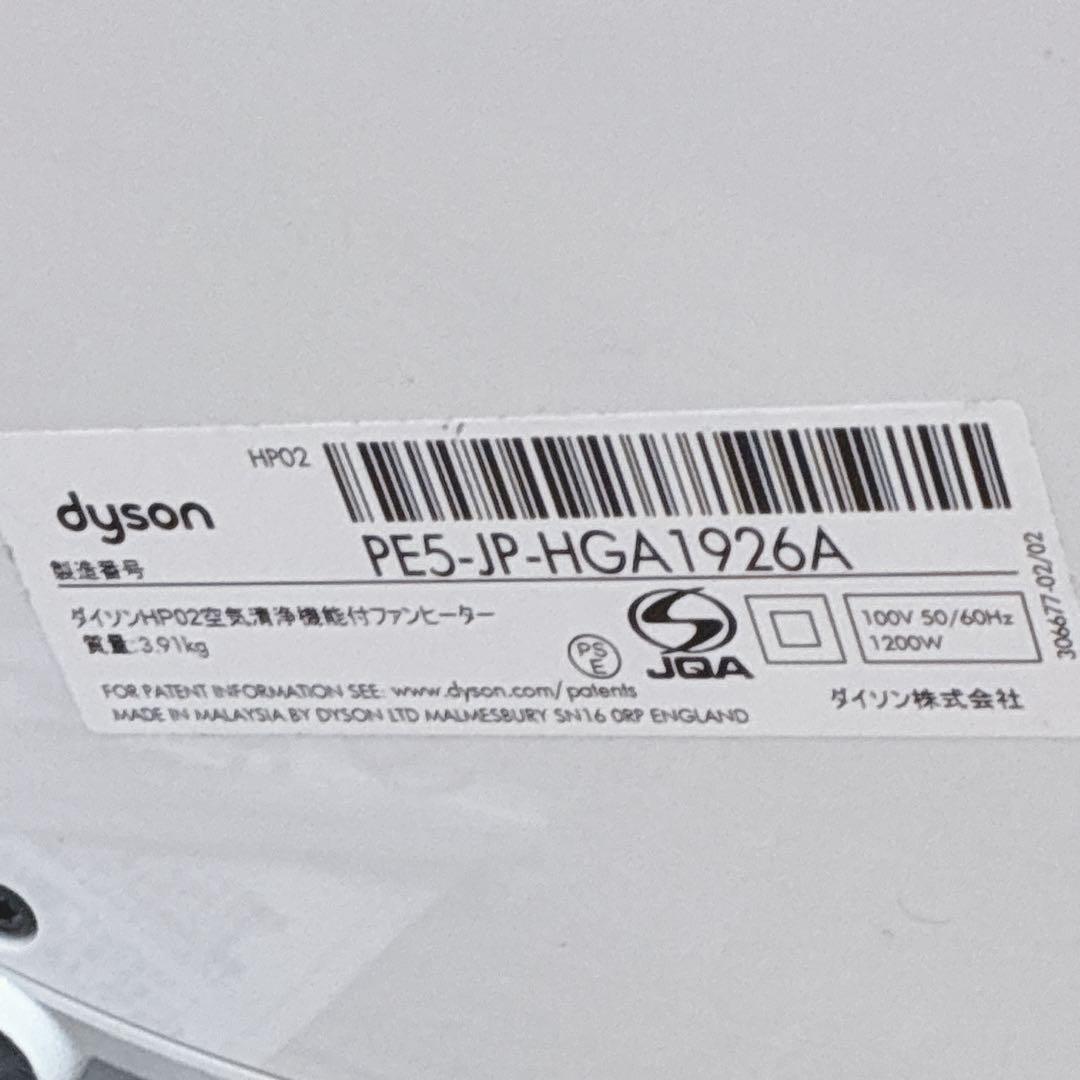 HP02
dyson
製造番号 PE5-JP-HGA1926A
ダイソンHP02空気清浄機能付ファンヒーター
質量:3.91kg
PS
E
JQA
100V 50/60Hz
1200W
306677-02/02
FOR PATENT INFORMATION SEE: www.dyson.com/patents
MADE IN MALAYSIA BY DYSON LTD MALMESBURY SN16 0RP ENGLAND
ダイソン株式会社